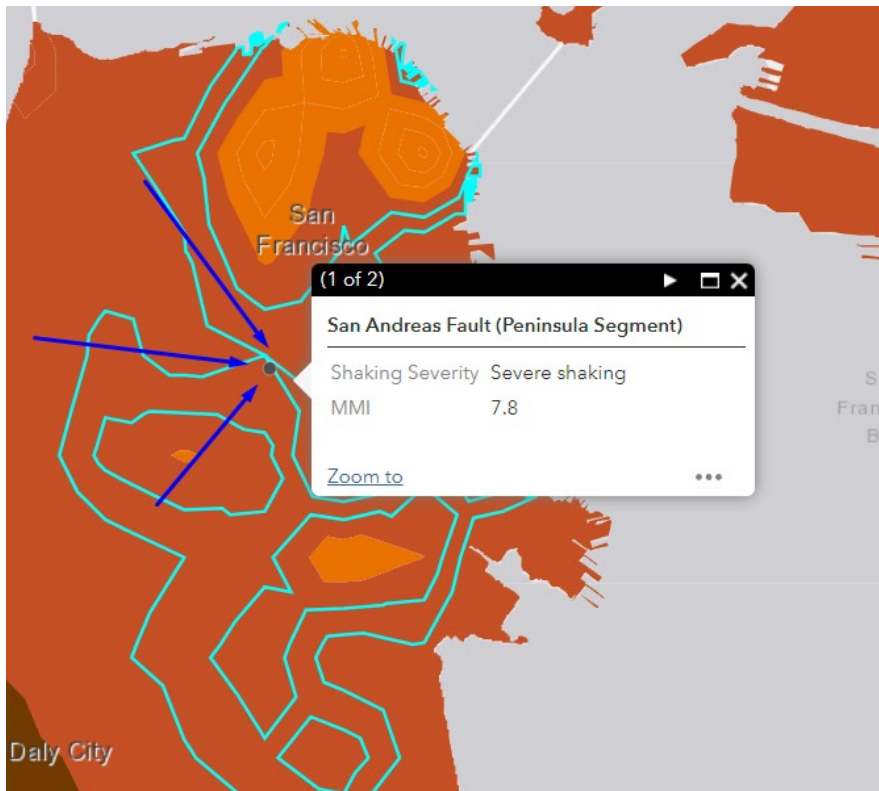 San
Francisco
(1 of 2)
San Andreas Fault (Peninsula Segment)
Shaking Severity Severe shaking
MMI 7.8
Zoom to
S
Fran
B
Daly City